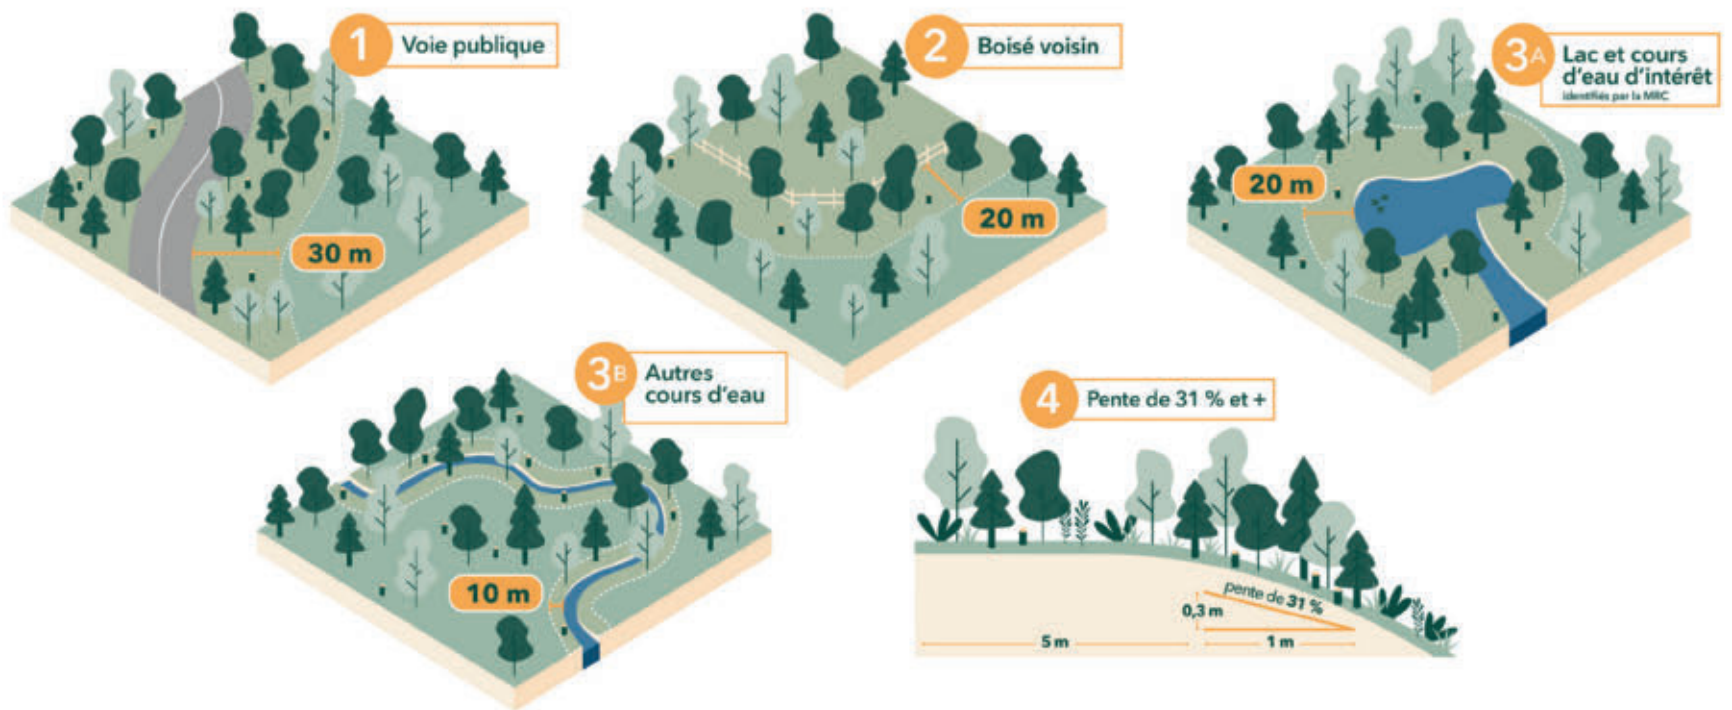 1 Voie publique
30 m
2 Boisé voisin
20 m
3A Lac et cours
d'eau d'intérêt
identifiés par la MRC
20 m
3B Autres
cours d'eau
10 m
4 Pente de 31 % et +
pente de 31 %
0,3 m
5 m
1 m